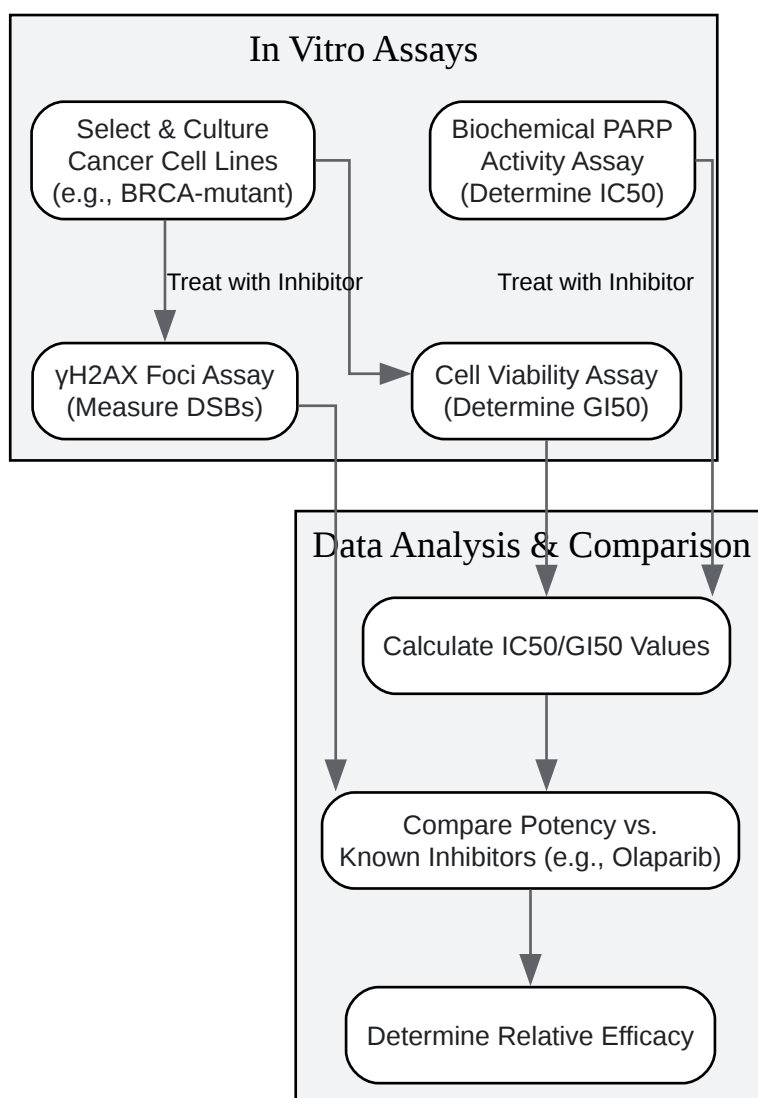 In Vitro Assays
Select & Culture
Cancer Cell Lines
(e.g., BRCA-mutant)
Biochemical PARP
Activity Assay
(Determine IC50)
Treat with Inhibitor
Treat with Inhibitor
γH2AX Foci Assay
(Measure DSBs)
Cell Viability Assay
(Determine GI50)
Data Analysis & Comparison
Calculate IC50/GI50 Values
Compare Potency vs.
Known Inhibitors (e.g., Olaparib)
Determine Relative Efficacy